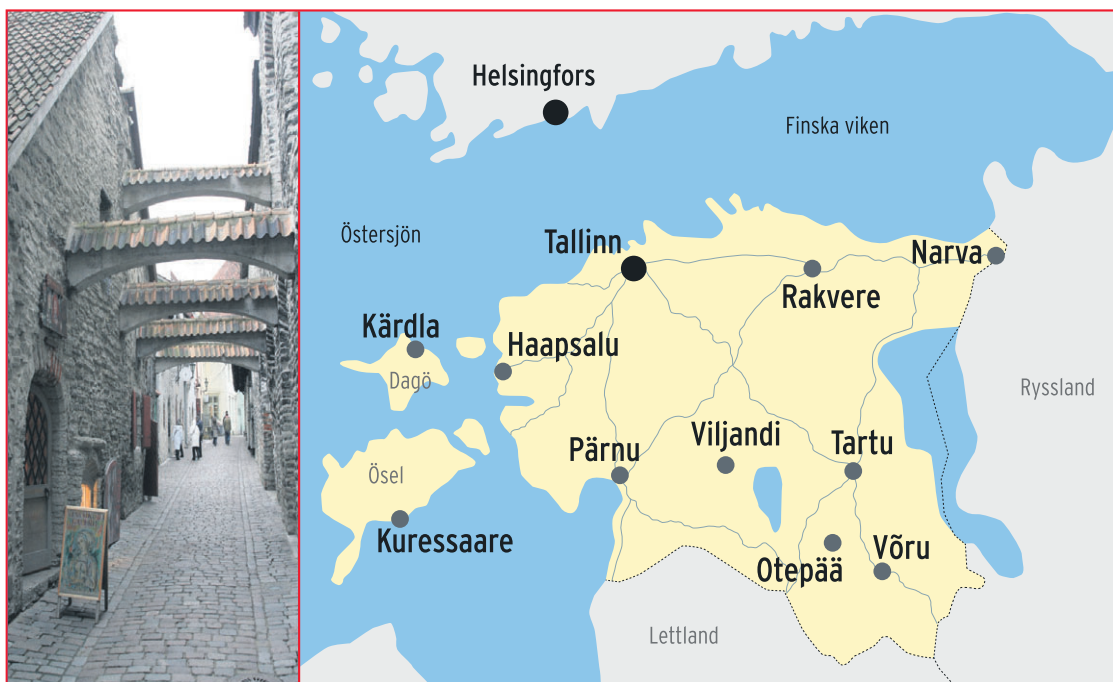 Helsingfors
Finska viken
Östersjön
Tallinn
Narva
Rakvere
Kärdla
Haapsalu
Dagö
Ryssland
Pärnu
Viljandi
Tartu
Ösel
Kuressaare
Otepää
Võru
Lettland